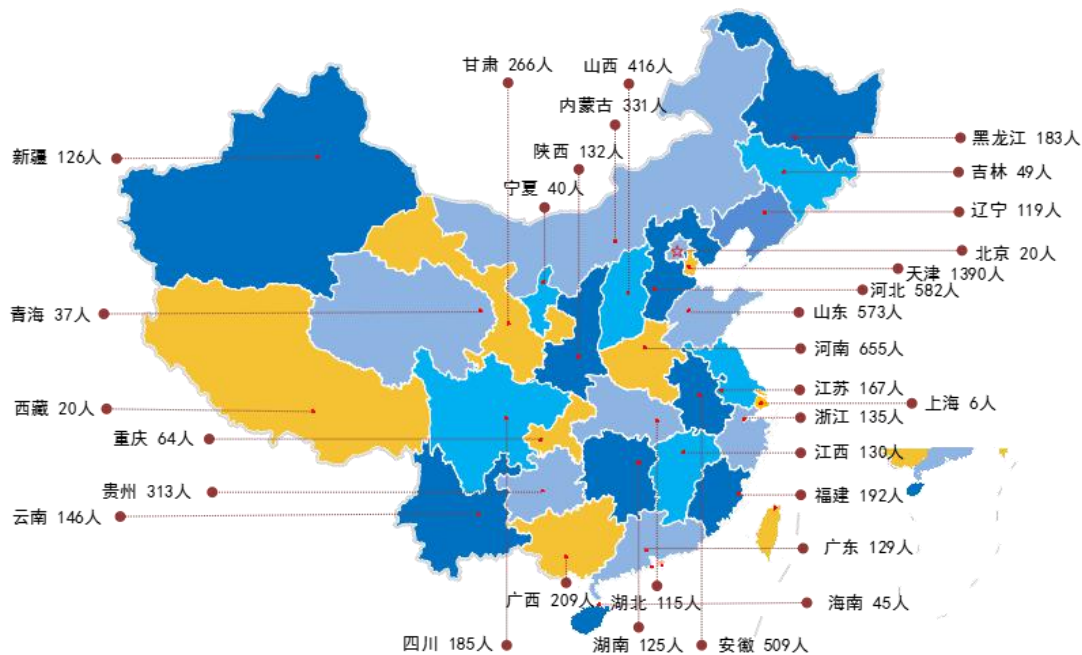 甘肃 266人
山西 416人
内蒙古 331人
黑龙江 183人
新疆 126人
陕西 132人
吉林 49人
宁夏 40人
辽宁 119人
北京 20人
天津 1390人
河北 582人
青海 37人
山东 573人
河南 655人
江苏 167人
上海 6人
西藏 20人
浙江 135人
重庆 64人
江西 130人
贵州 313人
福建 192人
云南 146人
广东 129人
广西 209人
湖北 115人
海南 45人
四川 185人
湖南 125人
安徽 509人